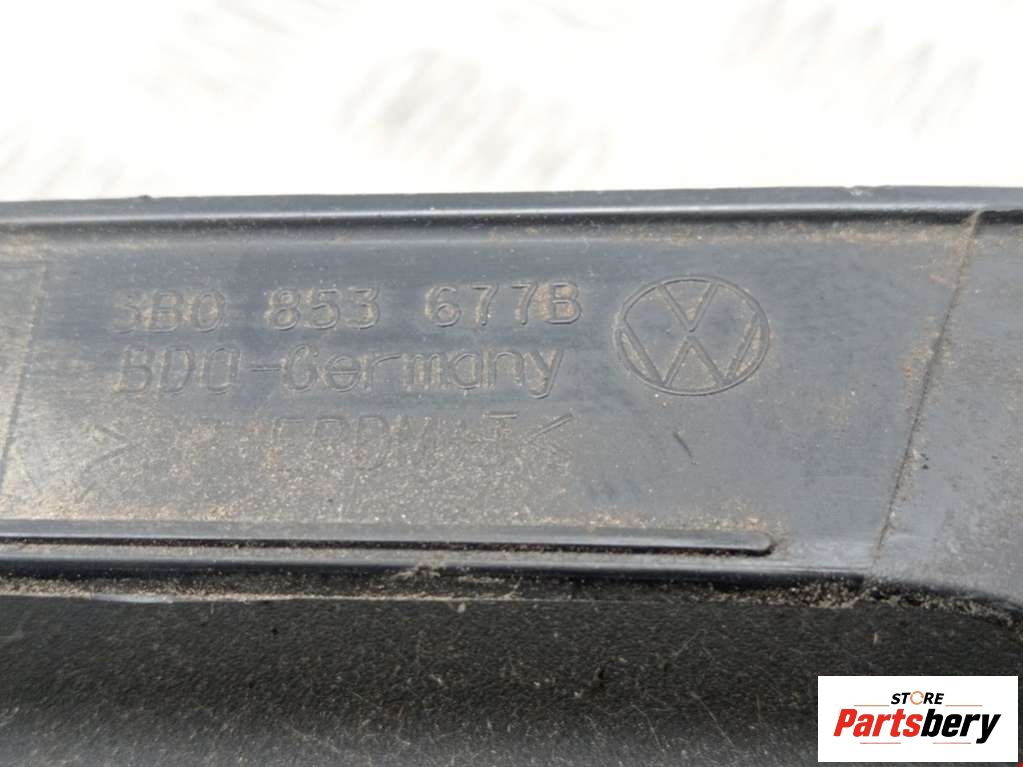 3B0 853 677B
BDO-Germany
STORE
Partsbery